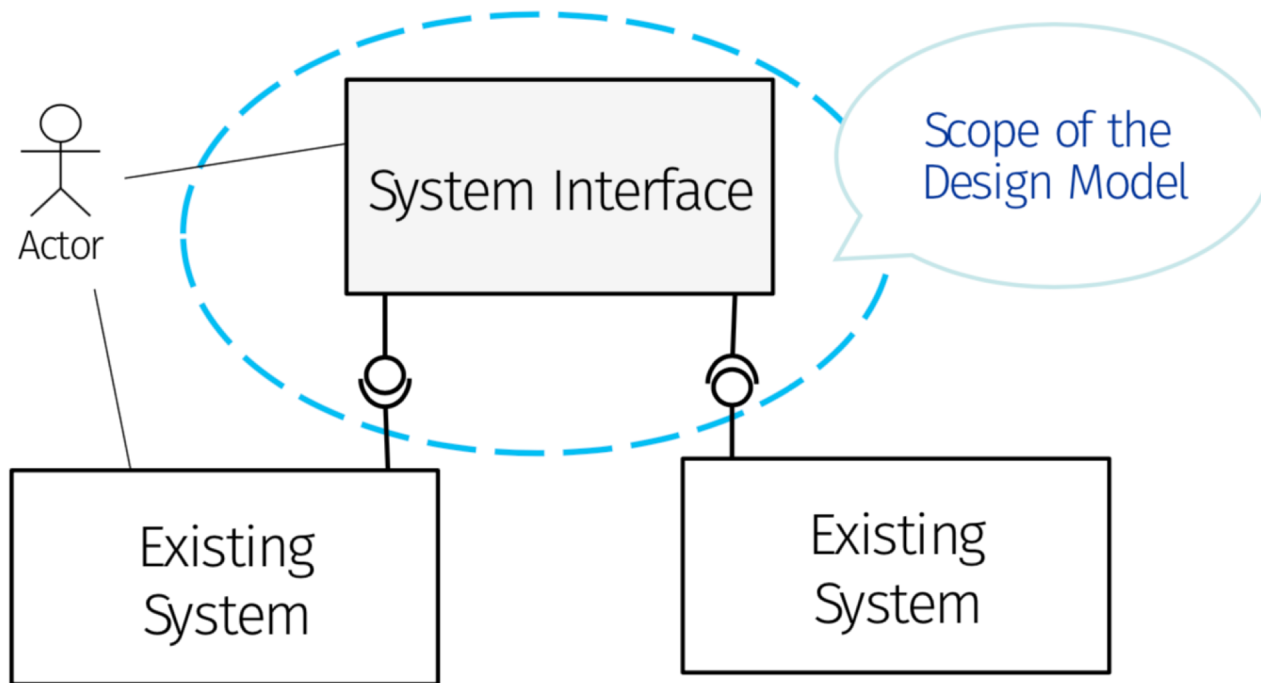 Scope of the
Design Model
System Interface
Actor
Existing
System
Existing
System